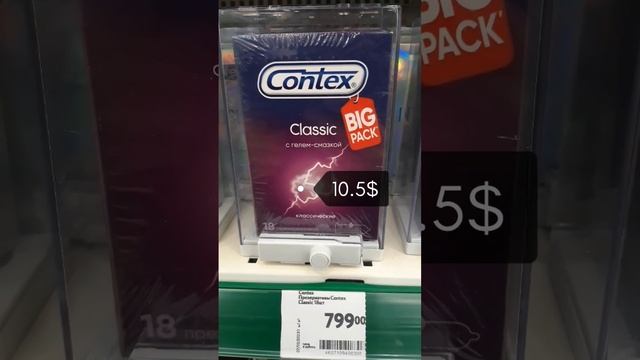 Contex
BIG
PACK
Classic
с гелем-смазкой
BIG
PACK
10.5$
.5$
классические
18
Contex
Презервативы Contex
Classic 18шт
799 00
18 пре